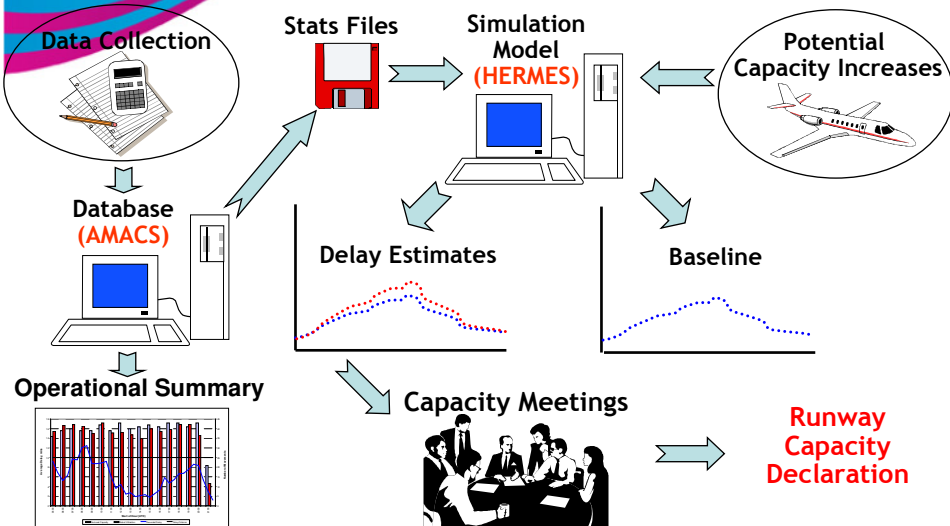 Data Collection
Stats Files
Simulation
Model
(HERMES)
Potential
Capacity Increases
Database
(AMACS)
Delay Estimates
Baseline
Operational Summary
Capacity Meetings
Runway
Capacity
Declaration